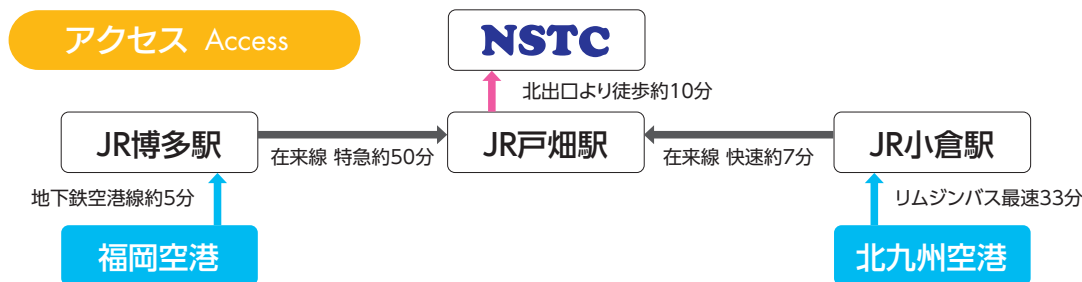 アクセス Access
NSTC
北出口より徒歩約10分
JR博多駅
在来線 特急約50分
JR戸畑駅
在来線 快速約7分
JR小倉駅
地下鉄空港線約5分
リムジンバス最速33分
福岡空港
北九州空港